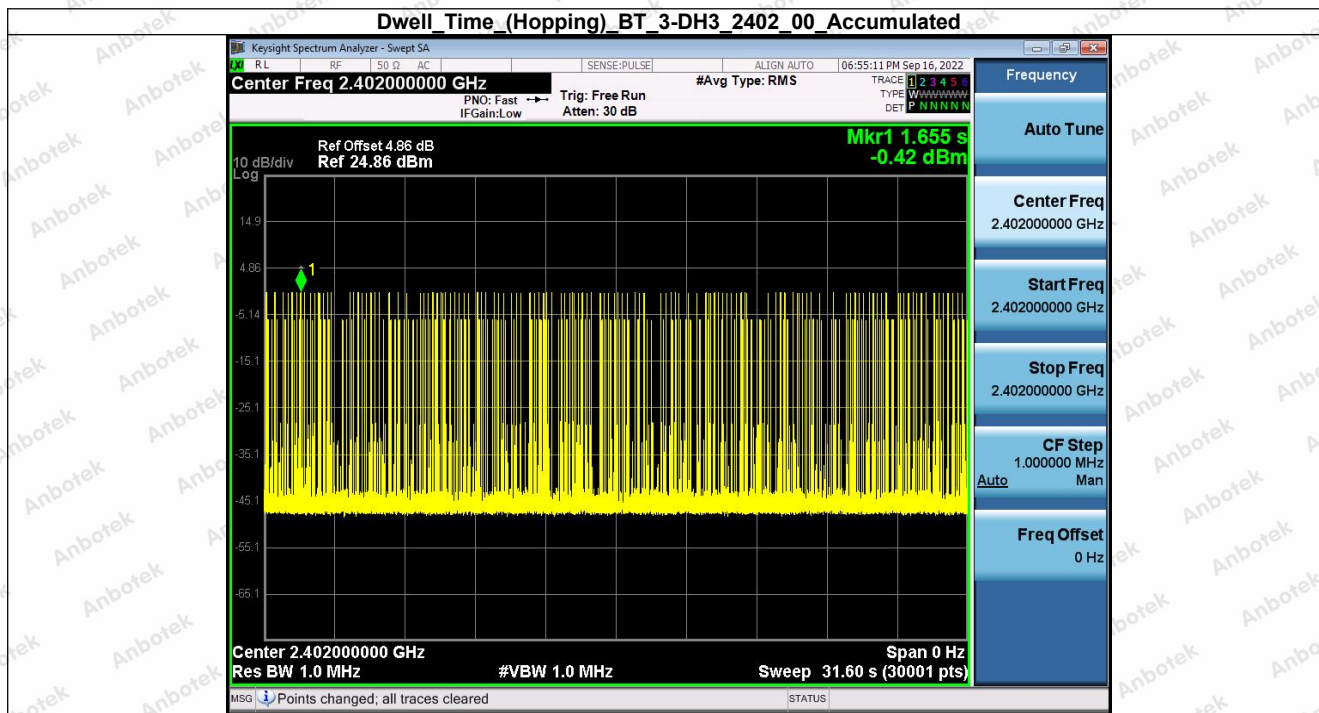 Dwell_Time_(Hopping)_BT_3-DH3_2402_00_Accumulated
Keysight Spectrum Analyzer - Swept SA
LXI RL RF 50 Ω AC SENSE:PULSE ALIGN AUTO 06:55:11 PM Sep 16, 2022
Center Freq 2.402000000 GHz
PNO: Fast
IFGain:Low
Trig: Free Run
Atten: 30 dB
#Avg Type: RMS
TRACE 1 2 3 4 5 6
TYPE WWWWWWW
DET P N N N N N
Ref Offset 4.86 dB
Ref 24.86 dBm
10 dB/div
Log
Mkr1 1.655 s
-0.42 dBm
14.9
4.86
-5.14
-15.1
-25.1
-35.1
-45.1
-55.1
-65.1
1
Center 2.402000000 GHz
Span 0 Hz
Res BW 1.0 MHz
#VBW 1.0 MHz
Sweep 31.60 s (30001 pts)
MSG Points changed; all traces cleared
STATUS
Frequency
Auto Tune
Center Freq
2.402000000 GHz
Start Freq
2.402000000 GHz
Stop Freq
2.402000000 GHz
CF Step
1.000000 MHz
Auto Man
Freq Offset
0 Hz
Anbotek